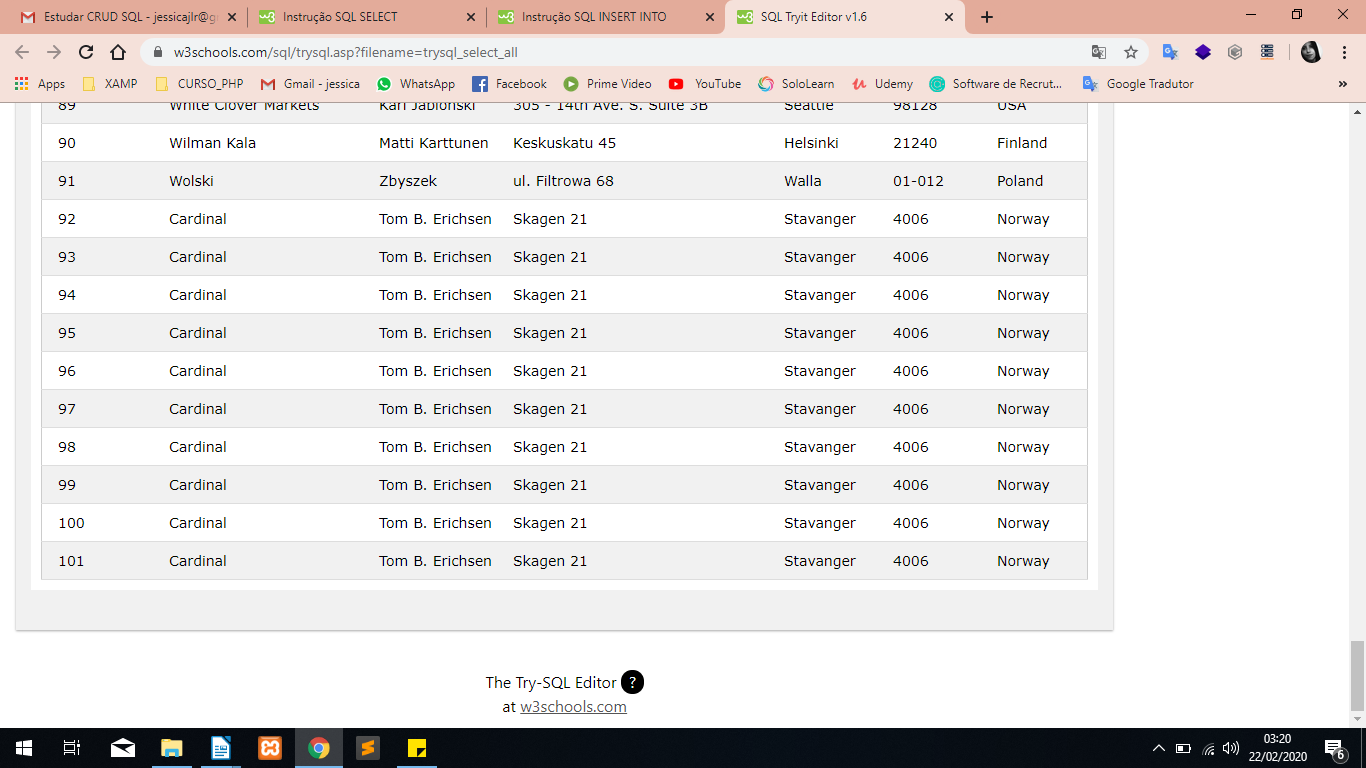 Estudar CRUD SQL - jessicajlr@g
Instrução SQL SELECT
Instrução SQL INSERT INTO
SQL Tryit Editor v1.6
w3schools.com/sql/trysql.asp?filename=trysql_select_all
Apps XAMP CURSO_PHP Gmail - jessica WhatsApp Facebook Prime Video YouTube SoloLearn Udemy Software de Recrut... Google Tradutor »
89 White Clover Markets Karl Jablonski 305 - 14th Ave. S. Suite 3B Seattle 98128 USA
90 Wilman Kala Matti Karttunen Keskuskatu 45 Helsinki 21240 Finland
91 Wolski Zbyszek ul. Filtrowa 68 Walla 01-012 Poland
92 Cardinal Tom B. Erichsen Skagen 21 Stavanger 4006 Norway
93 Cardinal Tom B. Erichsen Skagen 21 Stavanger 4006 Norway
94 Cardinal Tom B. Erichsen Skagen 21 Stavanger 4006 Norway
95 Cardinal Tom B. Erichsen Skagen 21 Stavanger 4006 Norway
96 Cardinal Tom B. Erichsen Skagen 21 Stavanger 4006 Norway
97 Cardinal Tom B. Erichsen Skagen 21 Stavanger 4006 Norway
98 Cardinal Tom B. Erichsen Skagen 21 Stavanger 4006 Norway
99 Cardinal Tom B. Erichsen Skagen 21 Stavanger 4006 Norway
100 Cardinal Tom B. Erichsen Skagen 21 Stavanger 4006 Norway
101 Cardinal Tom B. Erichsen Skagen 21 Stavanger 4006 Norway
The Try-SQL Editor ?
at w3schools.com
03:20
22/02/2020
6